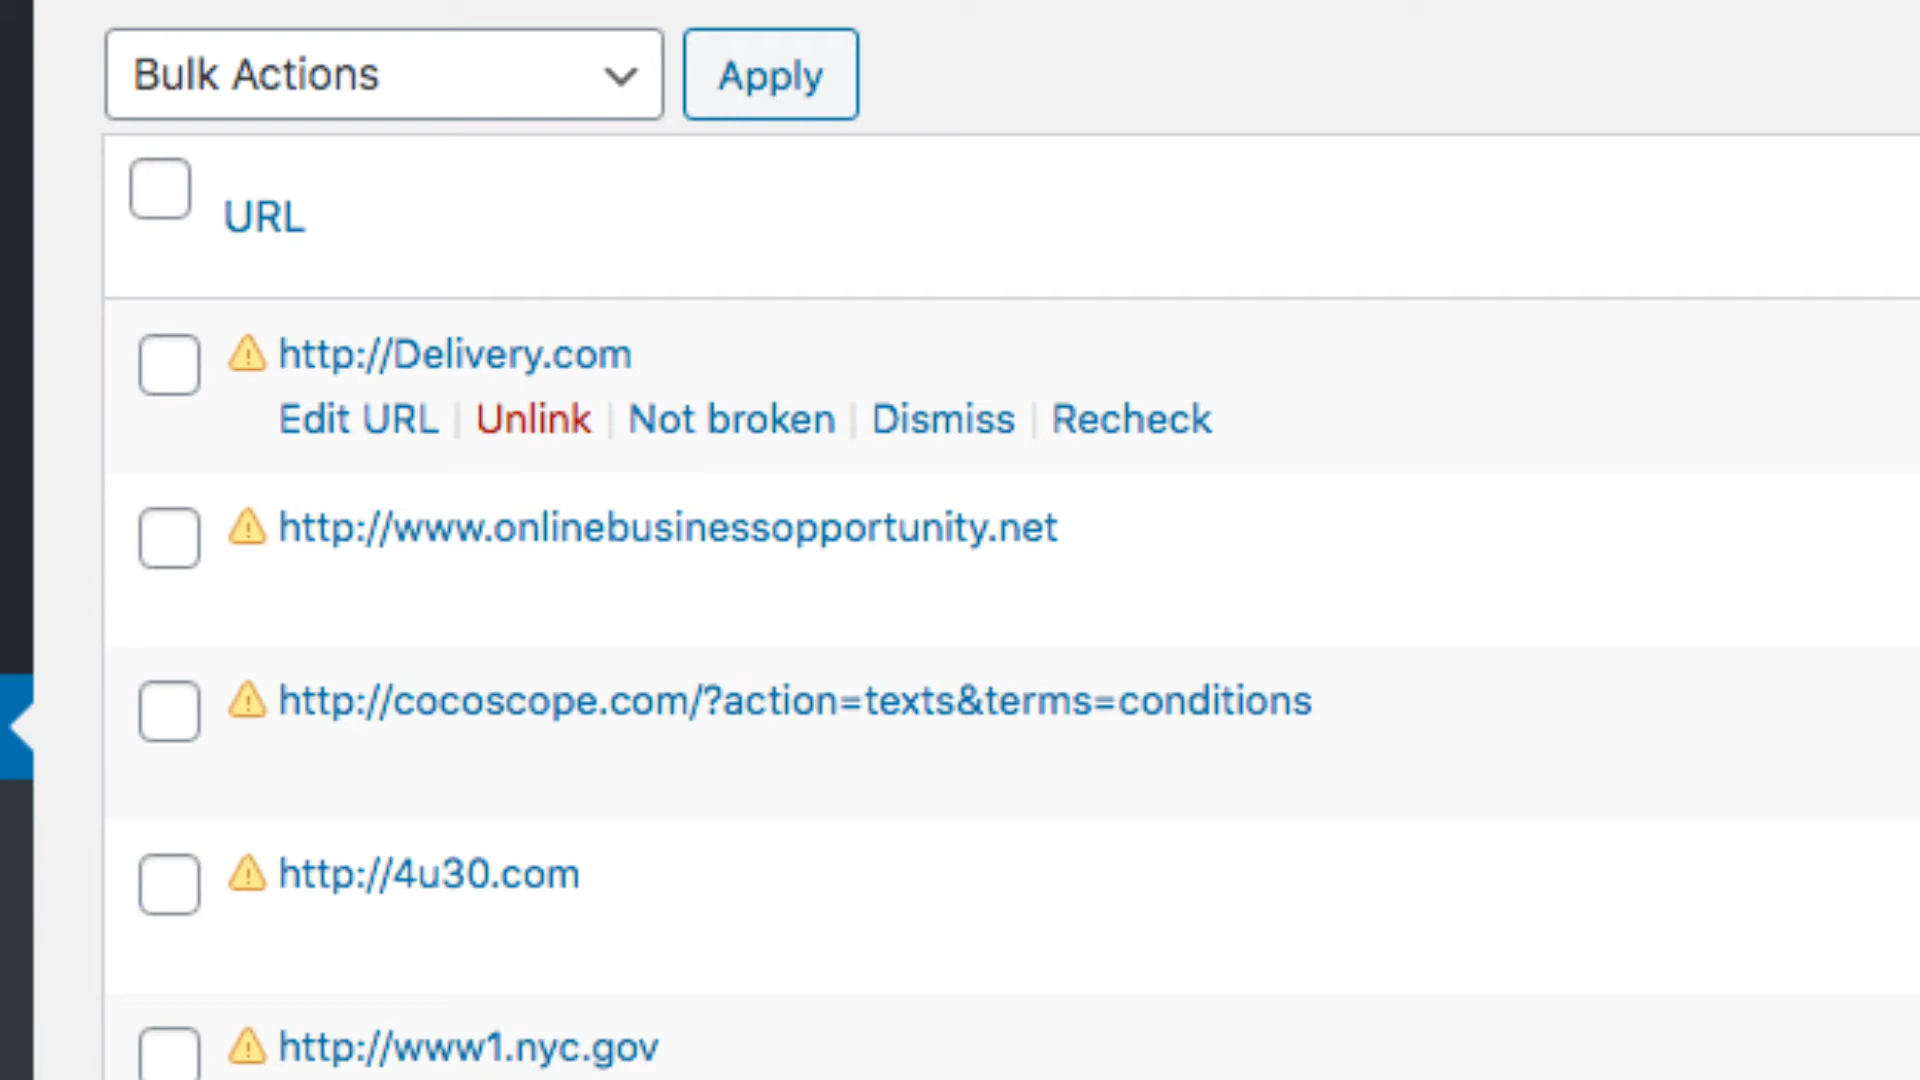 Bulk Actions Apply
URL
http://Delivery.com
Edit URL | Unlink | Not broken | Dismiss | Recheck
http://www.onlinebusinessopportunity.net
http://cocoscope.com/?action=texts&terms=conditions
http://4u30.com
http://www1.nyc.gov